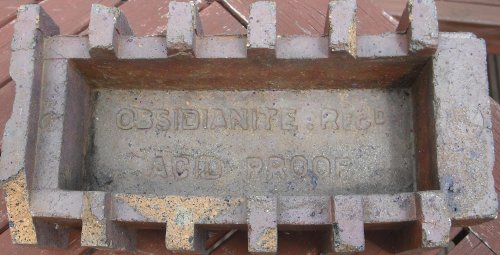 OBSIDIANITE. REGD
ACID PROOF